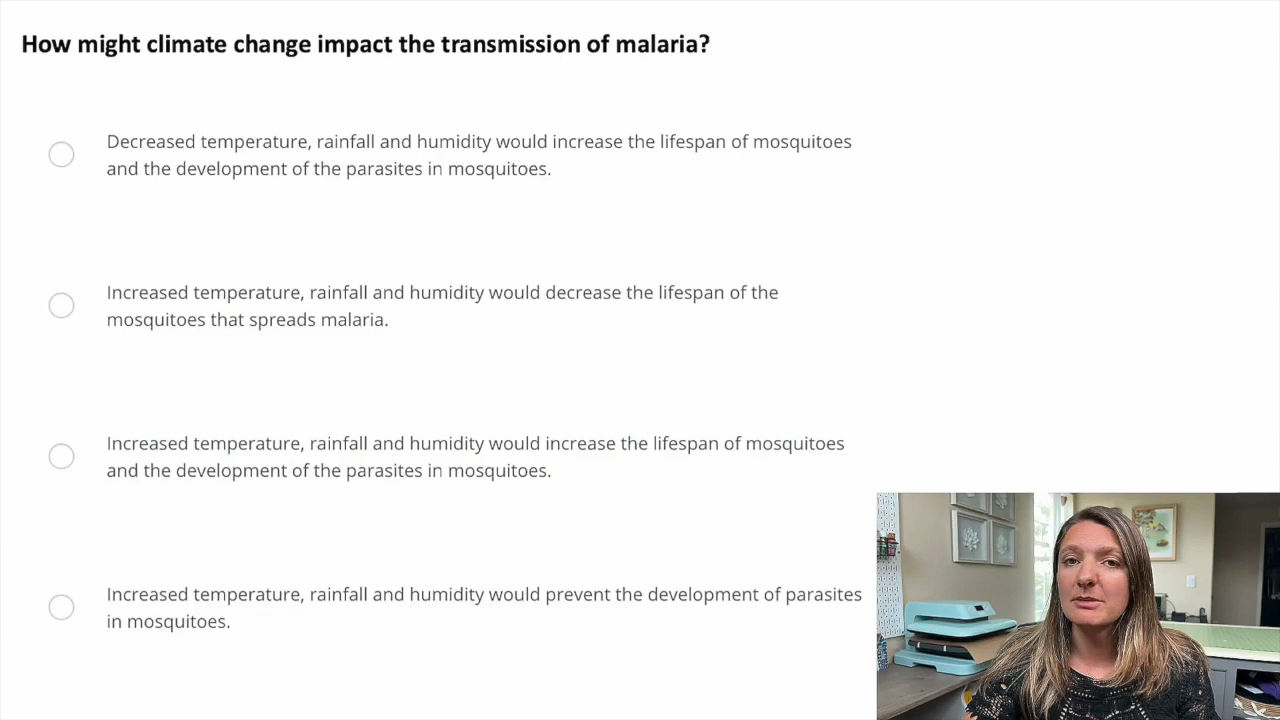 How might climate change impact the transmission of malaria?
Decreased temperature, rainfall and humidity would increase the lifespan of mosquitoes
and the development of the parasites in mosquitoes.
Increased temperature, rainfall and humidity would decrease the lifespan of the
mosquitoes that spreads malaria.
Increased temperature, rainfall and humidity would increase the lifespan of mosquitoes
and the development of the parasites in mosquitoes.
Increased temperature, rainfall and humidity would prevent the development of parasites
in mosquitoes.